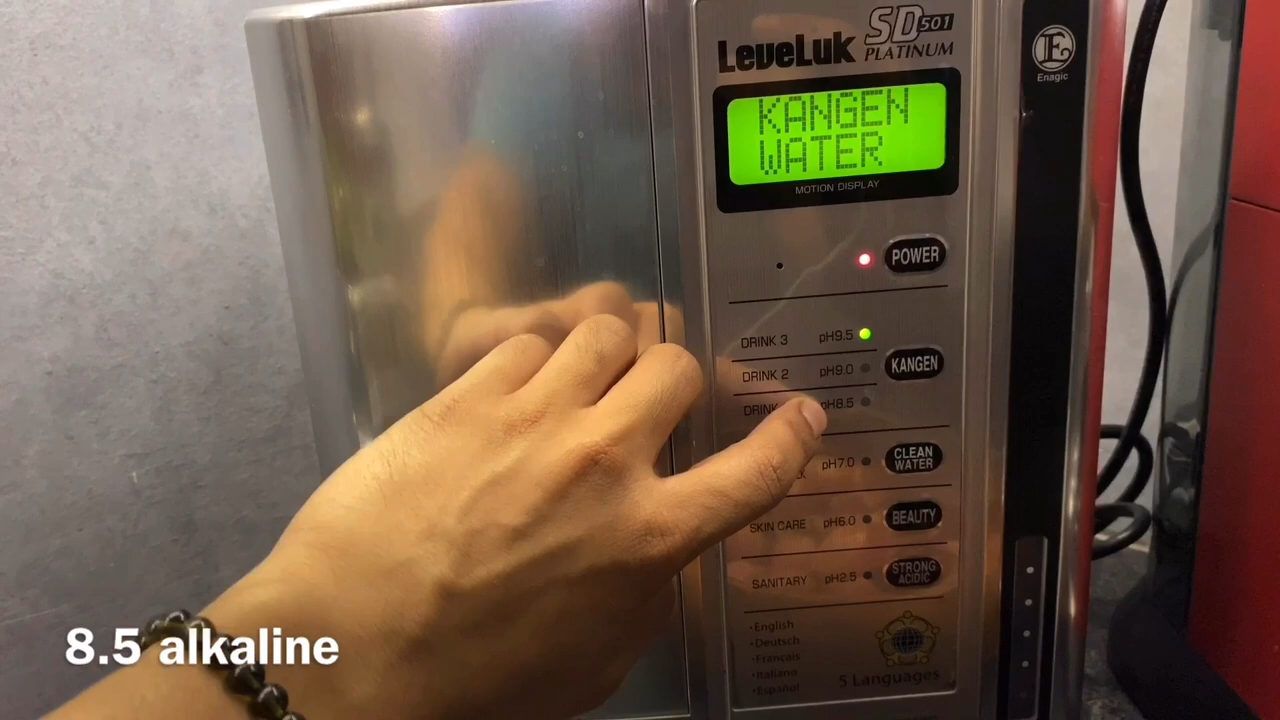 LeveLuk SD501 PLATINUM
E
Enagic
KANGEN
WATER
MOTION DISPLAY
POWER
DRINK 3 pH9.5
DRINK 2 pH9.0
KANGEN
DRINK pH8.5
pH7.0 CLEAN WATER
SKIN CARE pH6.0 BEAUTY
SANITARY pH2.5 STRONG ACIDIC
·English
·Deutsch
·Français
·Italiano
·Español
5 Languages
8.5 alkaline